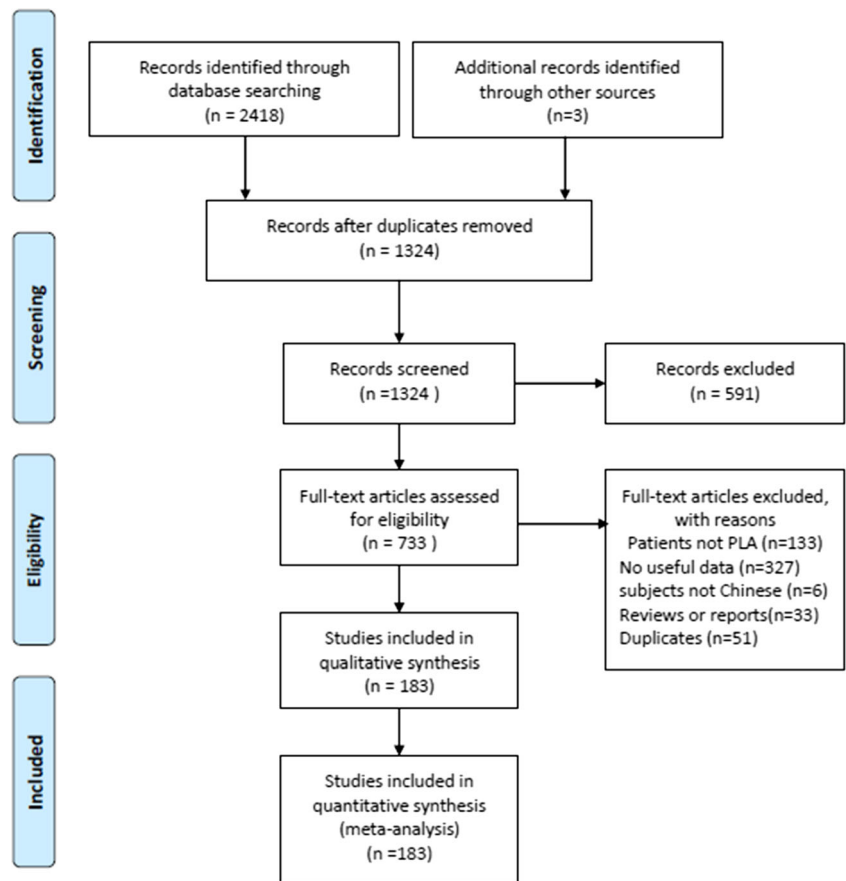 Identification
Records identified through
database searching
(n = 2418)
Additional records identified
through other sources
(n=3)
Records after duplicates removed
(n = 1324)
Screening
Records screened
(n =1324 )
Records excluded
(n = 591)
Eligibility
Full-text articles assessed
for eligibility
(n = 733 )
Full-text articles excluded,
with reasons
Patients not PLA (n=133)
No useful data (n=327)
subjects not Chinese (n=6)
Reviews or reports(n=33)
Duplicates (n=51)
Studies included in
qualitative synthesis
(n = 183)
Included
Studies included in
quantitative synthesis
(meta-analysis)
(n =183)